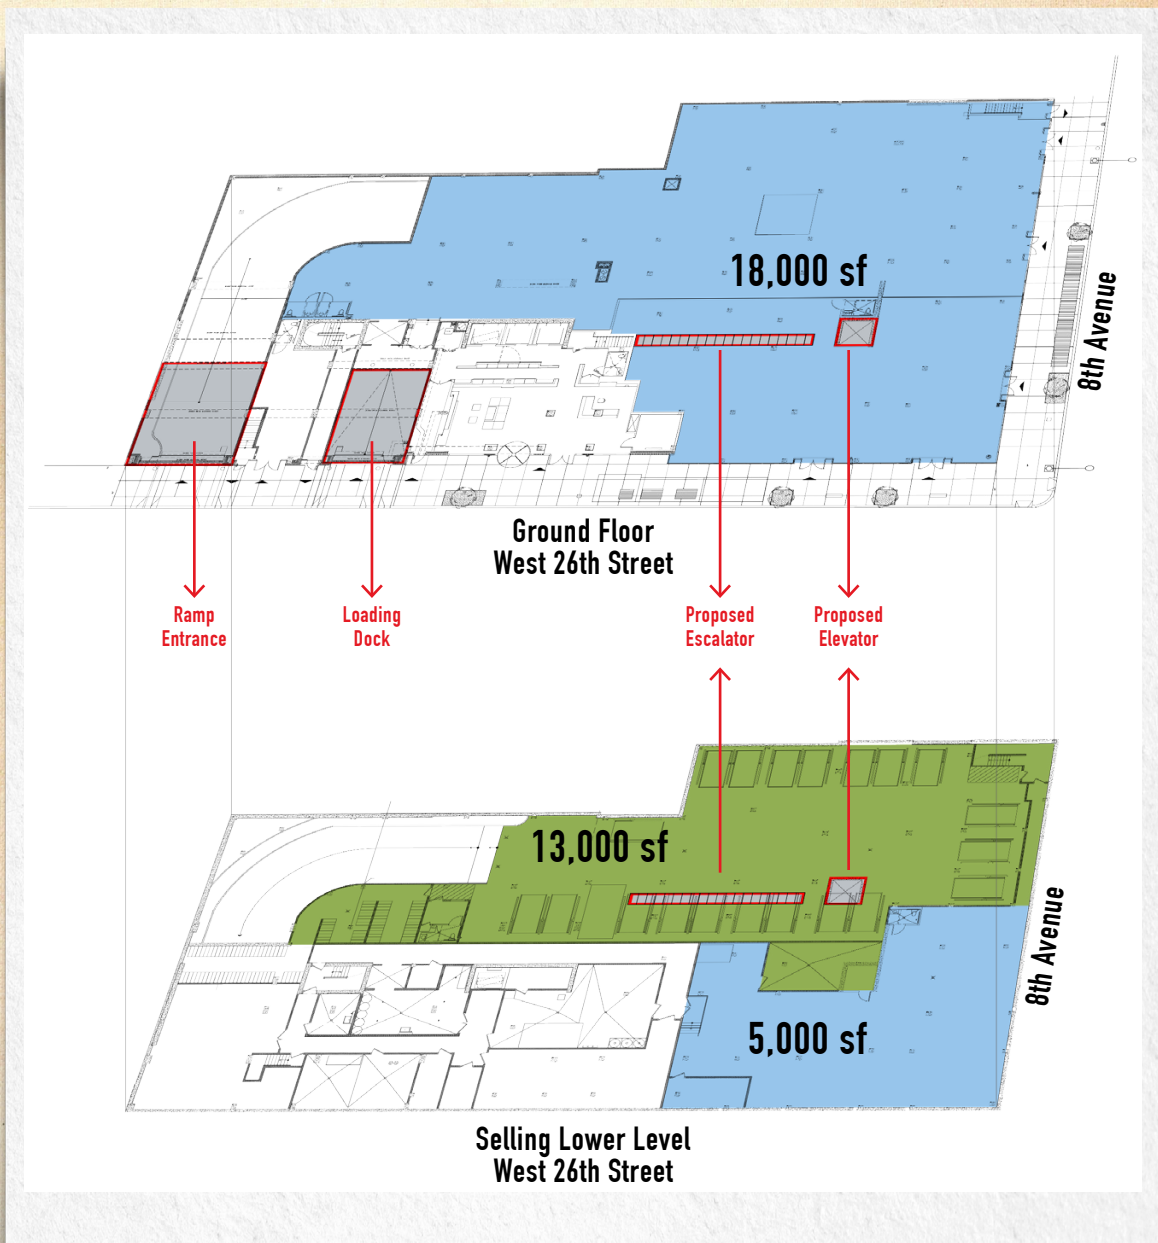 18,000 sf
8th Avenue
Ground Floor
West 26th Street
Ramp
Entrance
Loading
Dock
Proposed
Escalator
Proposed
Elevator
13,000 sf
8th Avenue
5,000 sf
Selling Lower Level
West 26th Street